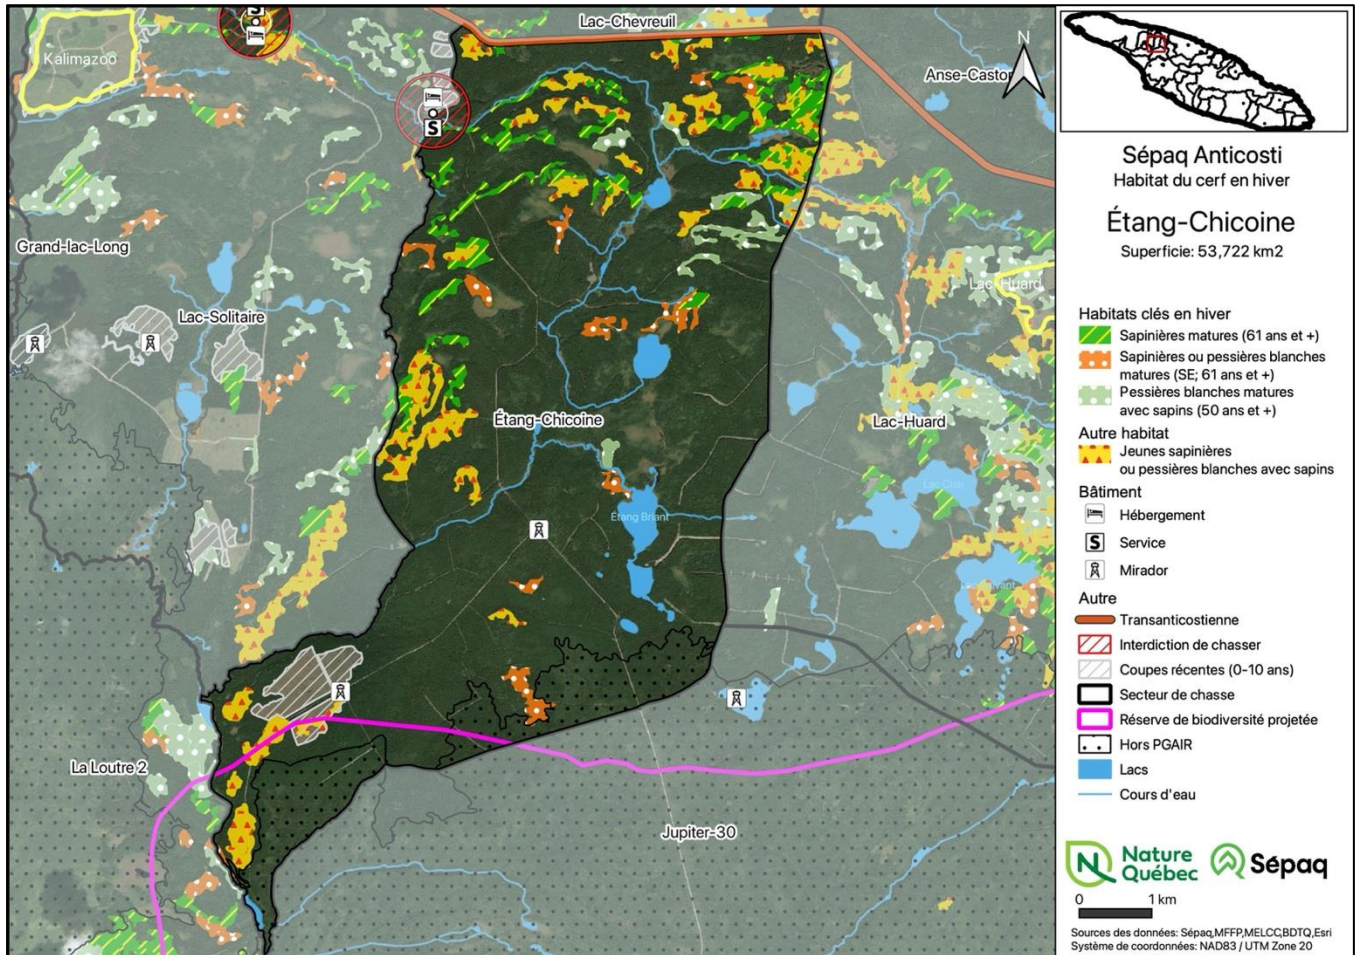 Lac-Chevreuil
Kalimazoo
S
S
N
Anse-Castor
Grand-lac-Long
Lac-Solitaire
Lac-Huard
Étang-Chicoine
Lac-Huard
Lac Clair
Étang Briant
La Loutre 2
Jupiter-30
Sépaq Anticosti
Habitat du cerf en hiver
Étang-Chicoine
Superficie: 53,722 km2
Habitats clés en hiver
Sapinières matures (61 ans et +)
Sapinières ou pessières blanches
matures (SE; 61 ans et +)
Pessières blanches matures
avec sapins (50 ans et +)
Autre habitat
Jeunes sapinières
ou pessières blanches avec sapins
Bâtiment
Hébergement
S Service
Mirador
Autre
Transanticostienne
Interdiction de chasser
Coupes récentes (0-10 ans)
Secteur de chasse
Réserve de biodiversité projetée
Hors PGAIR
Lacs
Cours d'eau
Nature
Québec
Sépaq
0 1 km
Sources des données: Sépaq,MFFP,MELCC,BDTQ,Esri
Système de coordonnées: NAD83 / UTM Zone 20